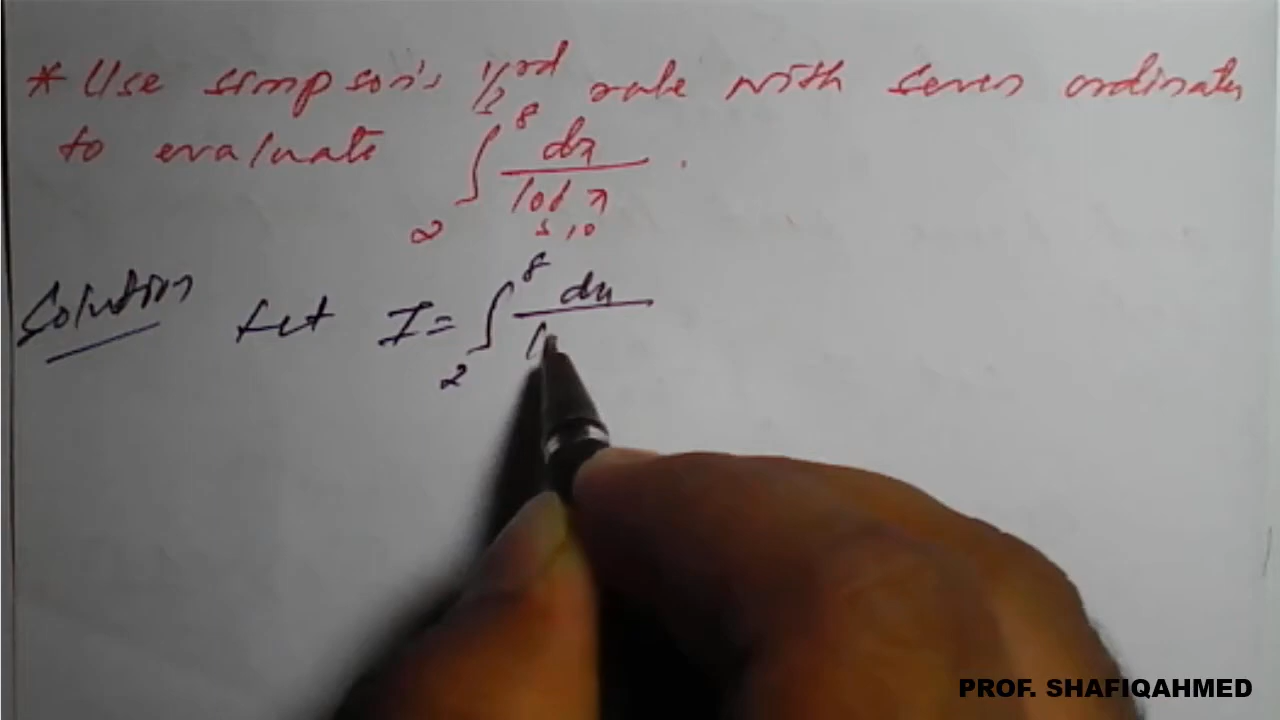 * Use simpson's 1/3rd rule with seven ordinates
to evaluate ∫₂⁸ dx / log₁₀ x .
Solution Let I = ∫₂⁸ dx / l
PROF. SHAFIQAHMED